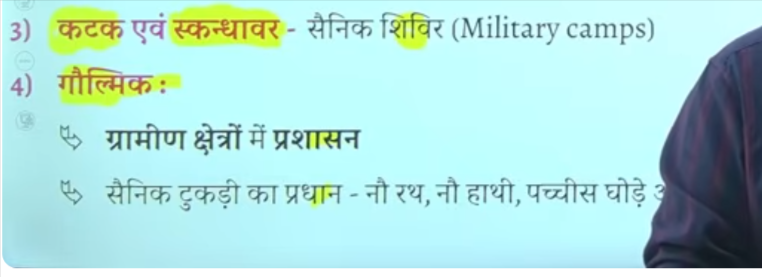 3) कटक एवं स्कन्धावर - सैनिक शिविर (Military camps)
4) गौल्मिक :
ग्रामीण क्षेत्रों में प्रशासन
सैनिक टुकड़ी का प्रधान - नौ रथ, नौ हाथी, पच्चीस घोड़े